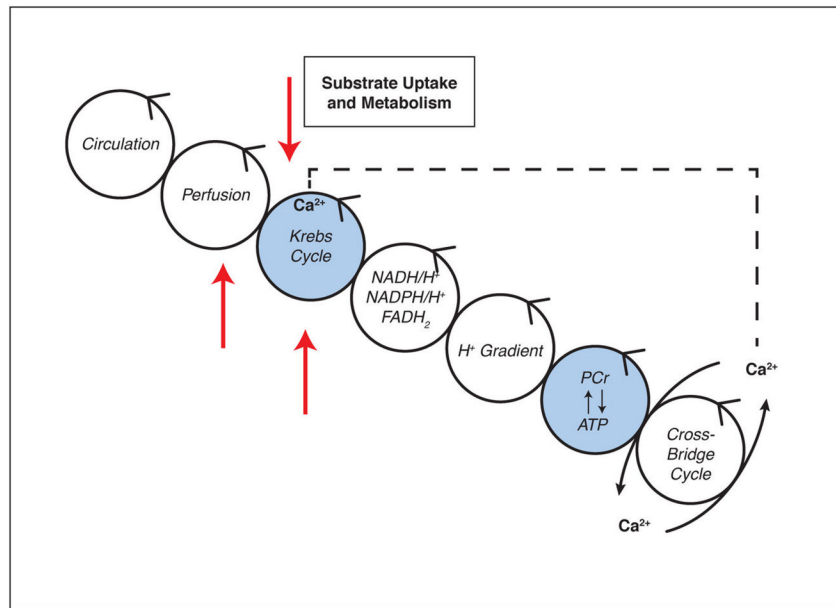 Substrate Uptake
and Metabolism
Circulation
Perfusion
Ca²⁺
Krebs
Cycle
NADH/H⁺
NADPH/H⁺
FADH₂
H⁺ Gradient
PCr
ATP
Ca²⁺
Cross-
Bridge
Cycle
Ca²⁺